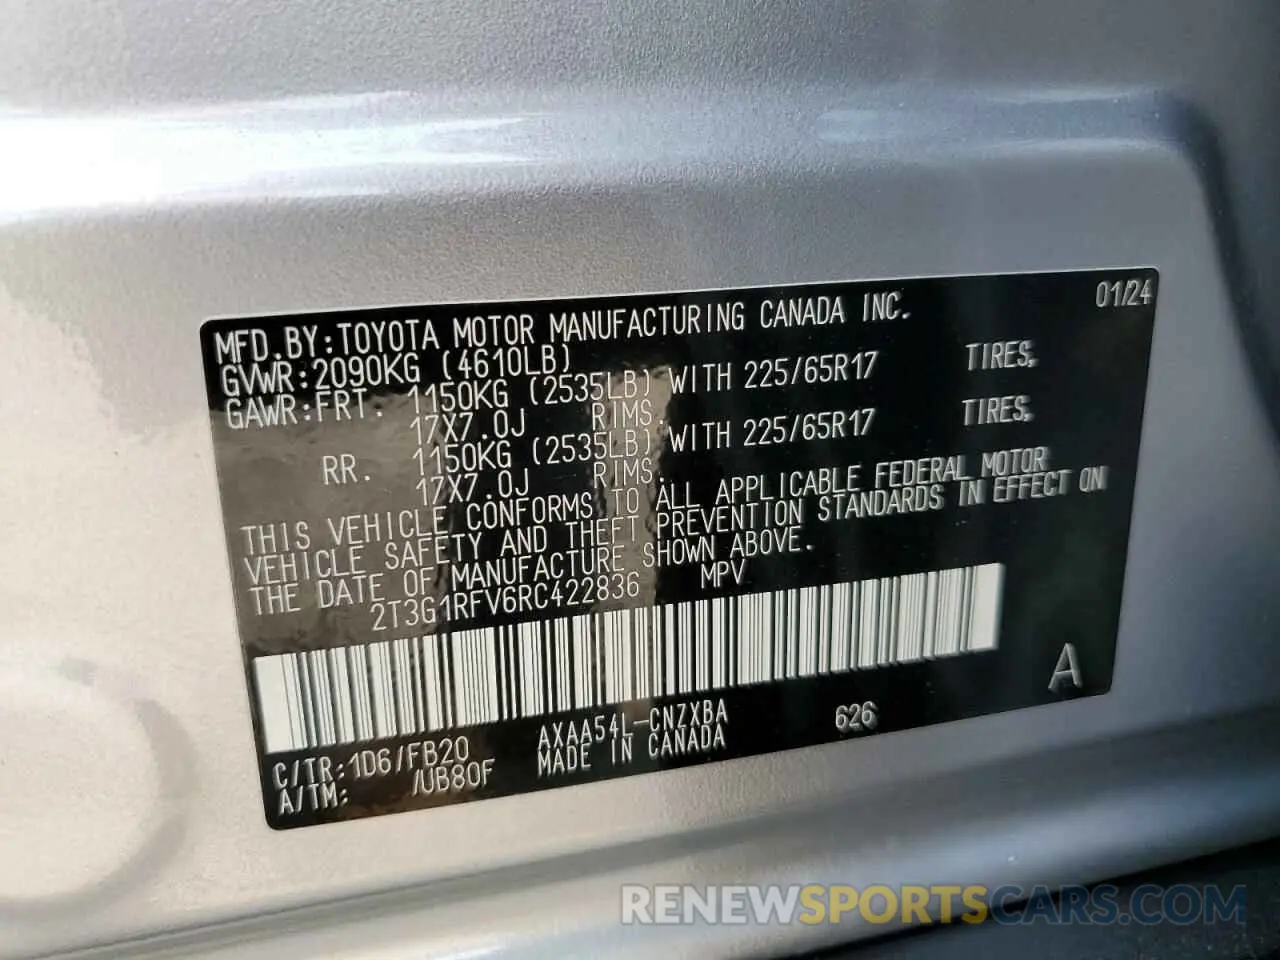 MFD.BY:TOYOTA MOTOR MANUFACTURING CANADA INC. 01/24
GVWR:2090KG (4610LB)
GAWR:FRT. 1150KG (2535LB) WITH 225/65R17 TIRES,
17X7.0J RIMS.
RR. 1150KG (2535LB) WITH 225/65R17 TIRES,
17X7.0J RIMS.
THIS VEHICLE CONFORMS TO ALL APPLICABLE FEDERAL MOTOR
VEHICLE SAFETY AND THEFT PREVENTION STANDARDS IN EFFECT ON
THE DATE OF MANUFACTURE SHOWN ABOVE.
2T3G1RFV6RC422836 MPV
A
C/TR:1D6/FB20 AXAA54L-CNZXBA 626
A/TM: /UB80F MADE IN CANADA
RENEWSPORTSCARS.COM